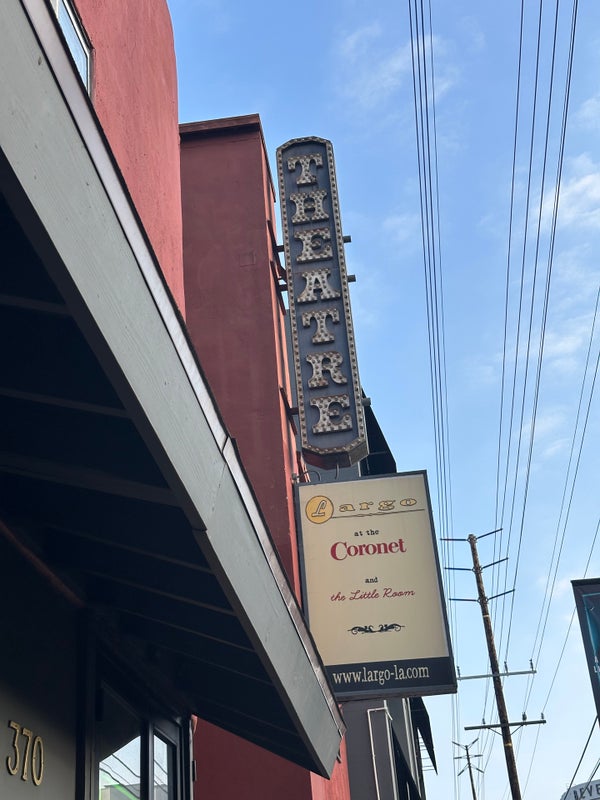 THEATRE
Largo
at the
Coronet
and
the Little Room
www.largo-la.com
370